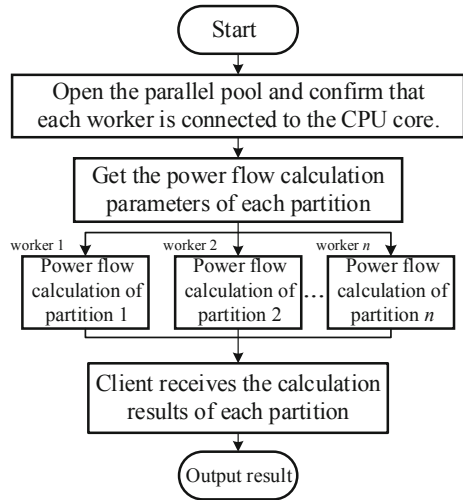 Start
Open the parallel pool and confirm that
each worker is connected to the CPU core.
Get the power flow calculation
parameters of each partition
worker 1
worker 2
worker n
Power flow
calculation of
partition 1
Power flow
calculation of
partition 2
...
Power flow
calculation of
partition n
Client receives the calculation
results of each partition
Output result